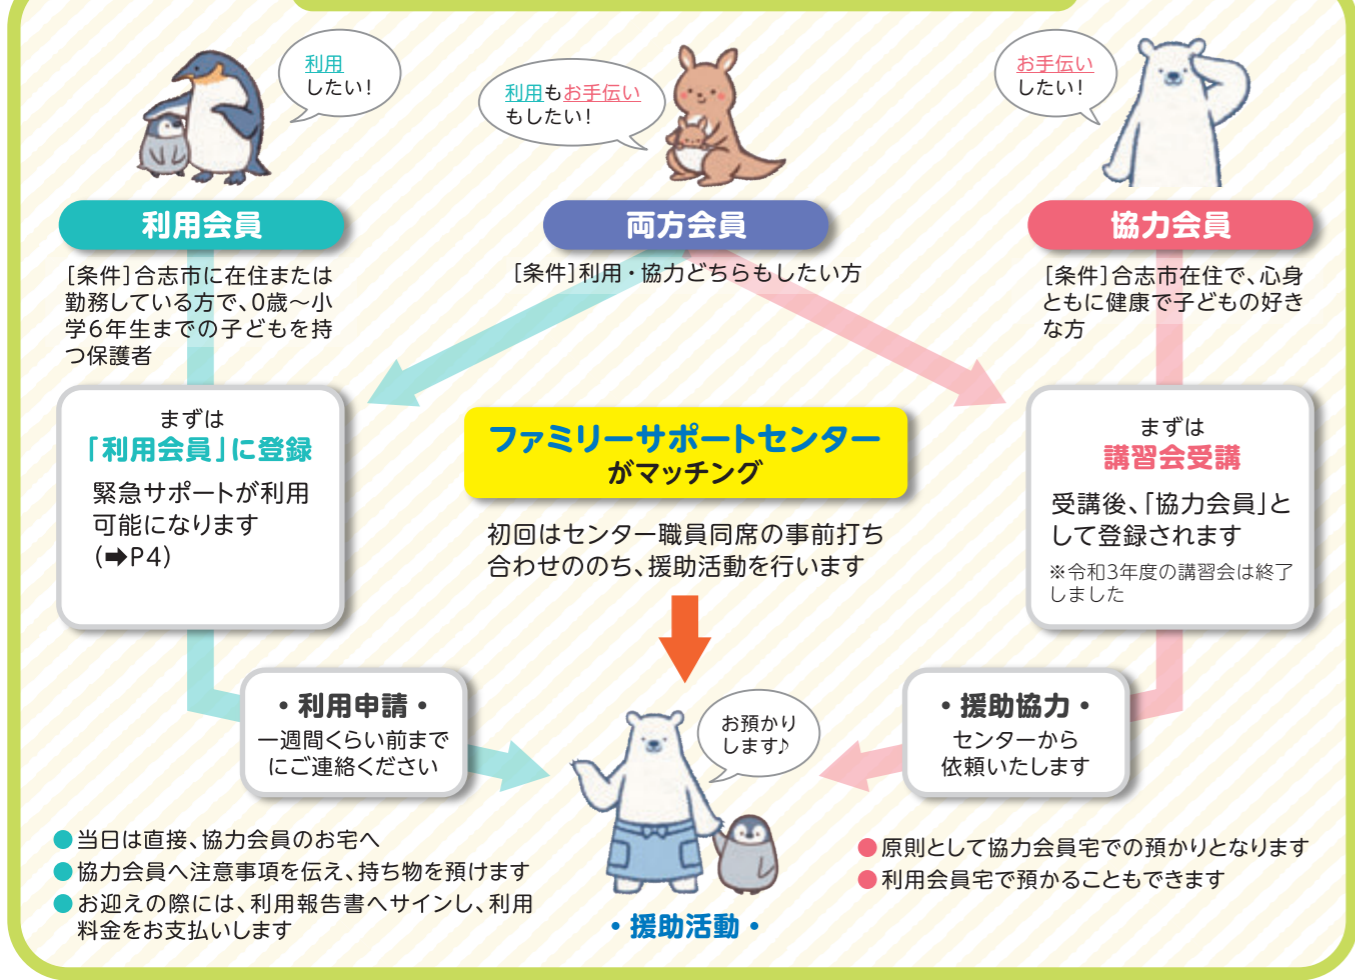 利用
したい!
利用もお手伝い
もしたい!
お手伝い
したい!
利用会員
両方会員
協力会員
[条件]合志市に在住または
勤務している方で、0歳〜小
学6年生までの子どもを持
つ保護者
[条件]利用・協力どちらもしたい方
[条件]合志市在住で、心身
ともに健康で子どもの好き
な方
まずは
「利用会員」に登録
緊急サポートが利用
可能になります
(➡P4)
ファミリーサポートセンター
がマッチング
初回はセンター職員同席の事前打ち
合わせののち、援助活動を行います
まずは
講習会受講
受講後、「協力会員」と
して登録されます
※令和3年度の講習会は終了
しました
・利用申請・
一週間くらい前まで
にご連絡ください
お預かり
します♪
・援助協力・
センターから
依頼いたします
●当日は直接、協力会員のお宅へ
●協力会員へ注意事項を伝え、持ち物を預けます
●お迎えの際には、利用報告書へサインし、利用
料金をお支払いします
・援助活動・
●原則として協力会員宅での預かりとなります
●利用会員宅で預かることもできます